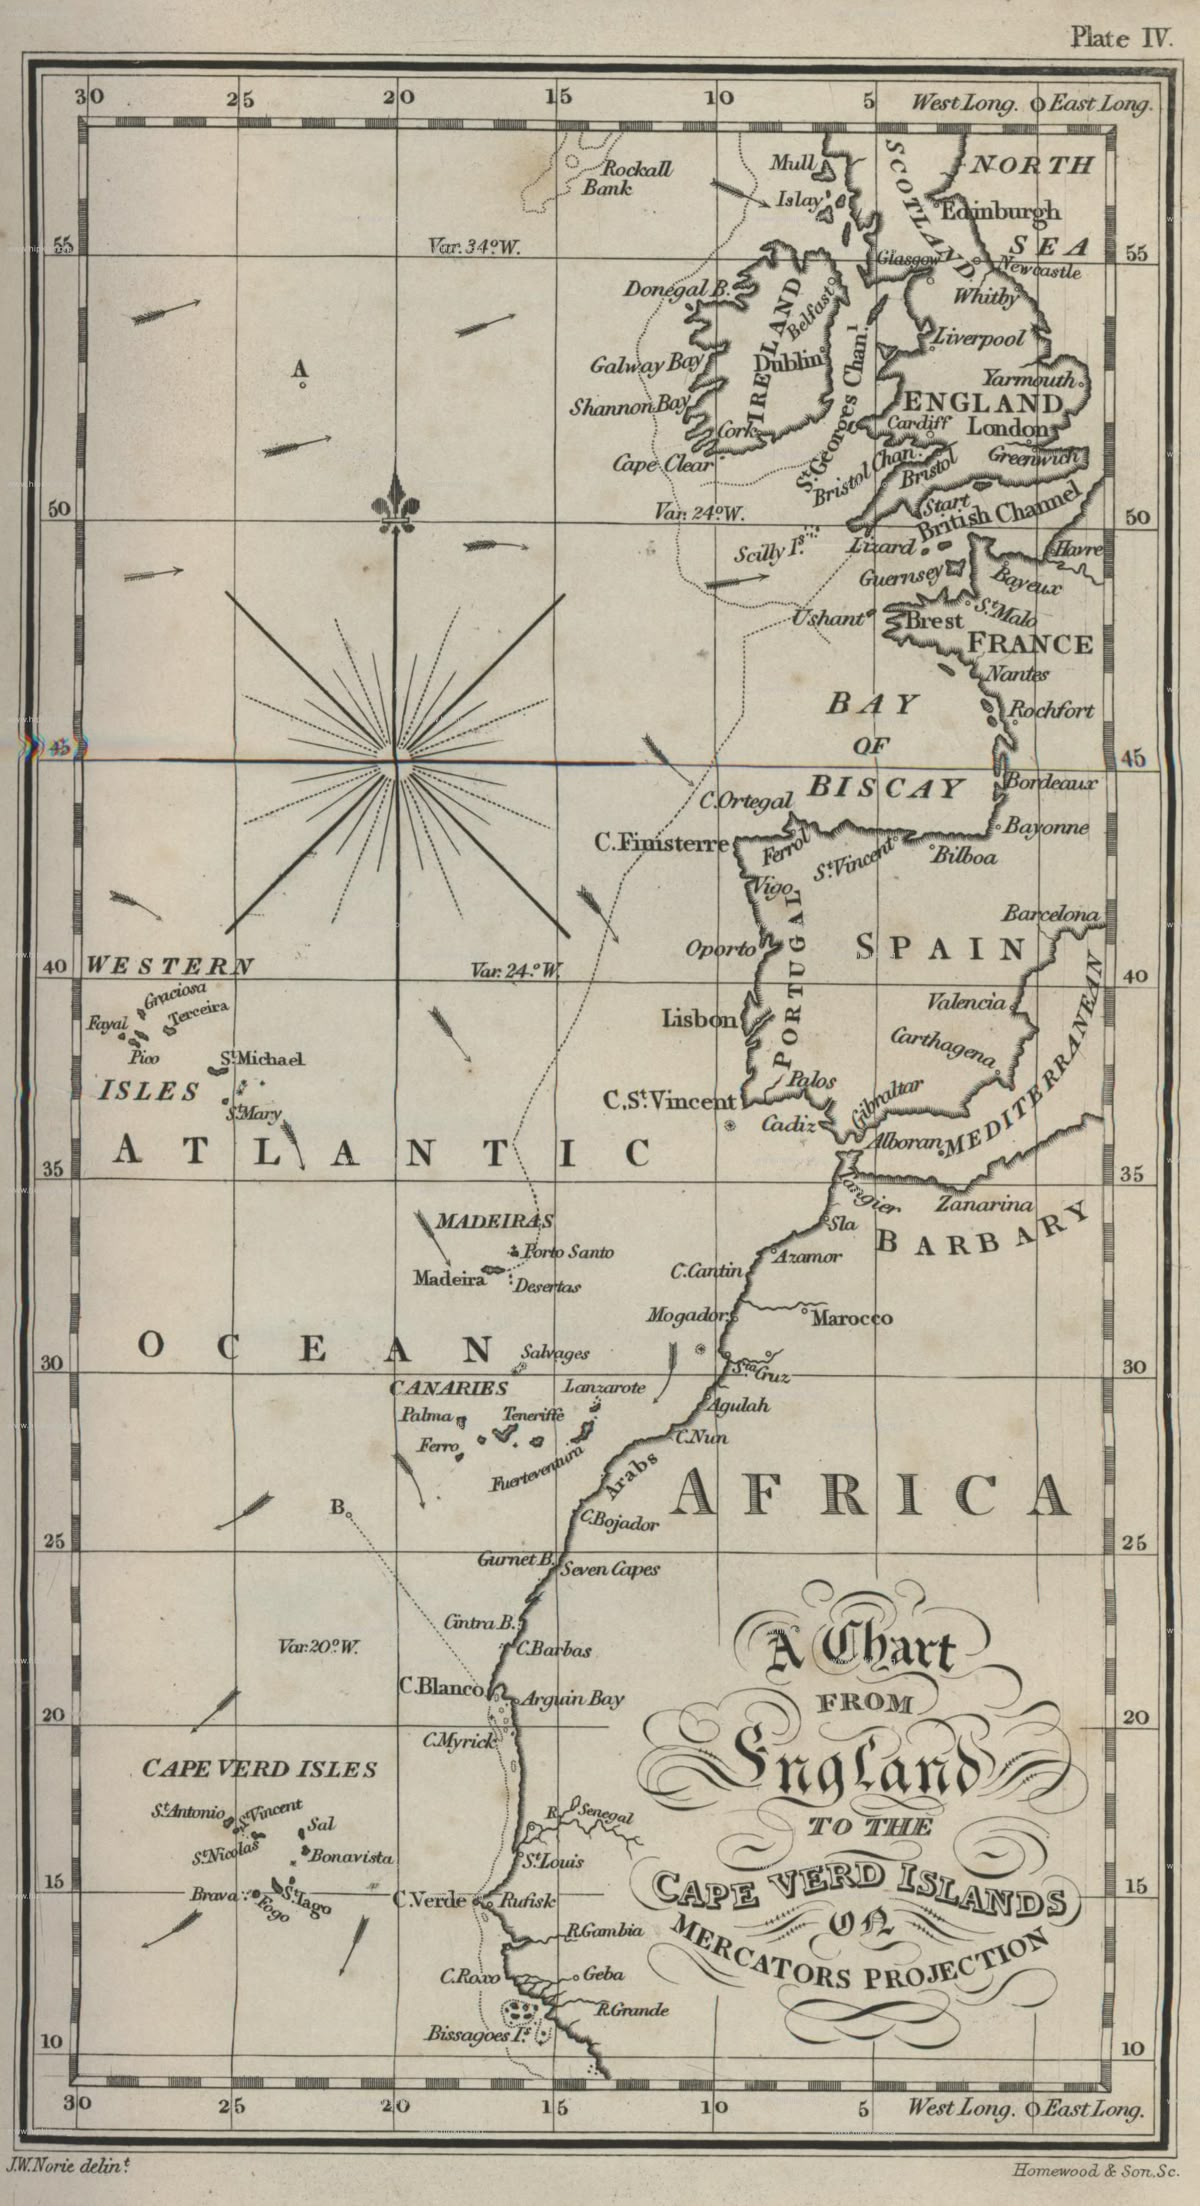 Plate IV.
30 25 20 15 10 5 West Long. 0 East Long.
Rockall
Bank
Mull
Islay
SCOTLAND
NORTH
SEA
Edinburgh
55
Var. 34° W.
Glasgow
Newcastle
55
Donegal B.
IRELAND
Belfast
Whitby
A
Galway Bay
Dublin
St. Georges Chan!
Liverpool
Shannon Bay
Yarmouth
ENGLAND
Cork
Cardiff
London
Cape Clear
Bristol Chan.
Bristol
Greenwich
50
Var. 24° W.
Start
British Channel
50
Scilly Is.
Lizard
Havre
Guernsey
Bayeux
Ushant
Brest
St. Malo
FRANCE
Nantes
BAY
OF
BISCAY
Rochfort
45
45
C. Ortegal
Bordeaux
C. Finisterre
Ferrol
St. Vincent
Bayonne
Bilboa
Vigo
Barcelona
Oporto
PORTUGAL
SPAIN
40
WESTERN
Var. 24.° W.
40
Graciosa
Fayal
Terceira
Pico
Lisbon
Valencia
Carthagena
St. Michael
ISLES
St. Mary
C. St. Vincent
Palos
Cadiz
Gibraltar
MEDITERRANEAN
Alboran
ATLANTIC
35
35
Tangier
Zanarina
MADEIRAS
Sla
BARBARY
Porto Santo
Azamor
Madeira
Desertas
C. Cantin
Mogador
Marocco
OCEAN
Salvages
30
Sta Cruz
30
CANARIES
Lanzarote
Palma
Teneriffe
Agulah
Ferro
C. Nun
Fuerteventura
Arabs
AFRICA
B.
C. Bojador
25
25
Gurnet B.
Seven Capes
Cintra B.
Var. 20° W.
C. Barbas
C. Blanco
Arguin Bay
20
20
C. Myrick
CAPE VERD ISLES
St. Antonio
St. Vincent
Sal
St. Nicolas
Bonavista
R. Senegal
St. Louis
15
Brava
Fogo
St. Iago
C. Verde
Rufisk
15
R. Gambia
C. Roxo
Geba
R. Grande
Bissagoes Is.
10
10
A Chart
FROM
England
TO THE
CAPE VERD ISLANDS
ON
MERCATORS PROJECTION
30 25 20 15 10 5 West Long. 0 East Long.
J.W. Norie delint.
Homewood & Son. Sc.